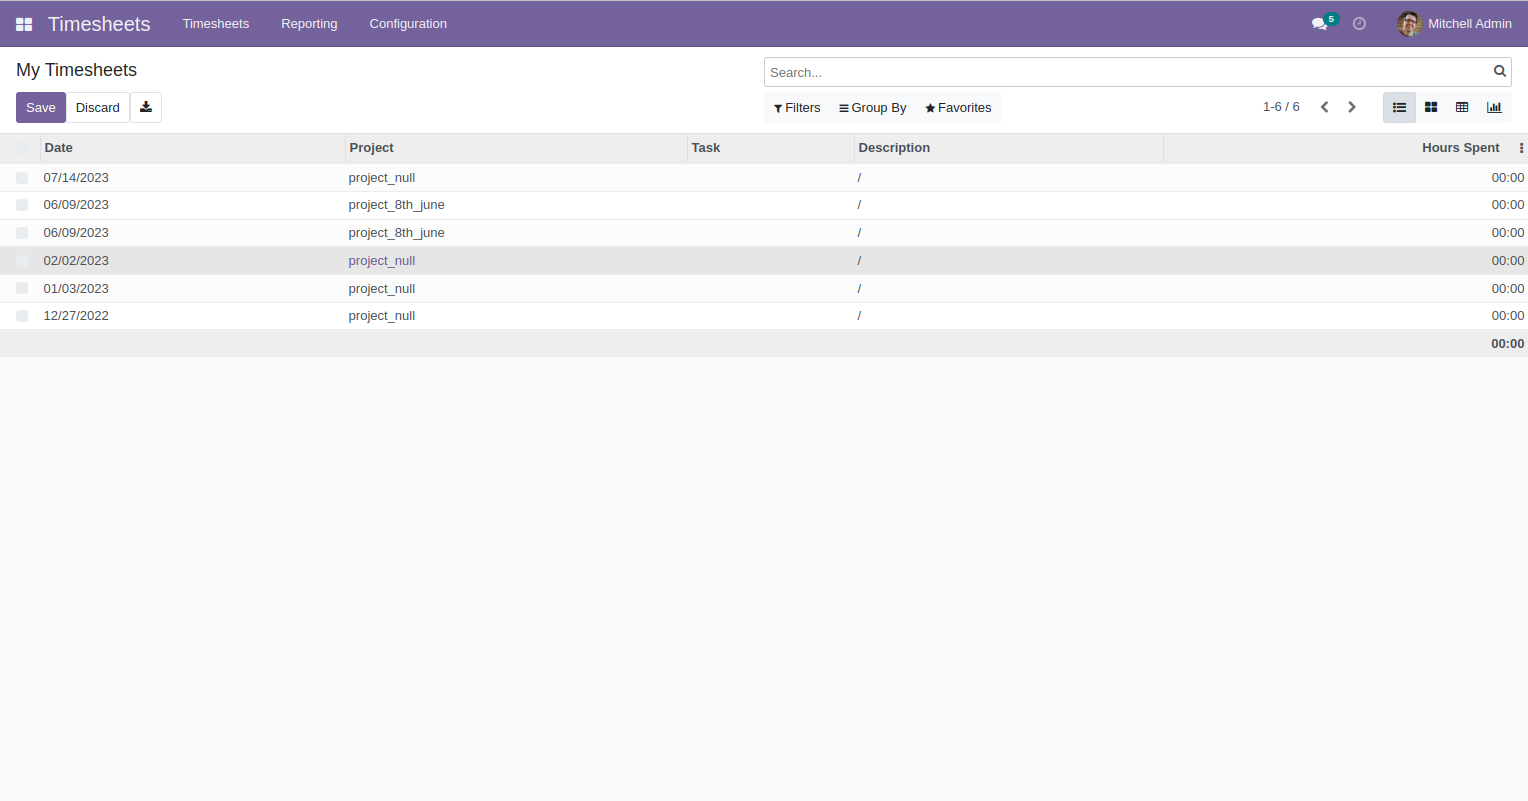 Timesheets Timesheets Reporting Configuration 5 Mitchell Admin
My Timesheets Search...
Save Discard Filters Group By Favorites 1-6 / 6
Date Project Task Description Hours Spent
07/14/2023 project_null / 00:00
06/09/2023 project_8th_june / 00:00
06/09/2023 project_8th_june / 00:00
02/02/2023 project_null / 00:00
01/03/2023 project_null / 00:00
12/27/2022 project_null / 00:00
00:00